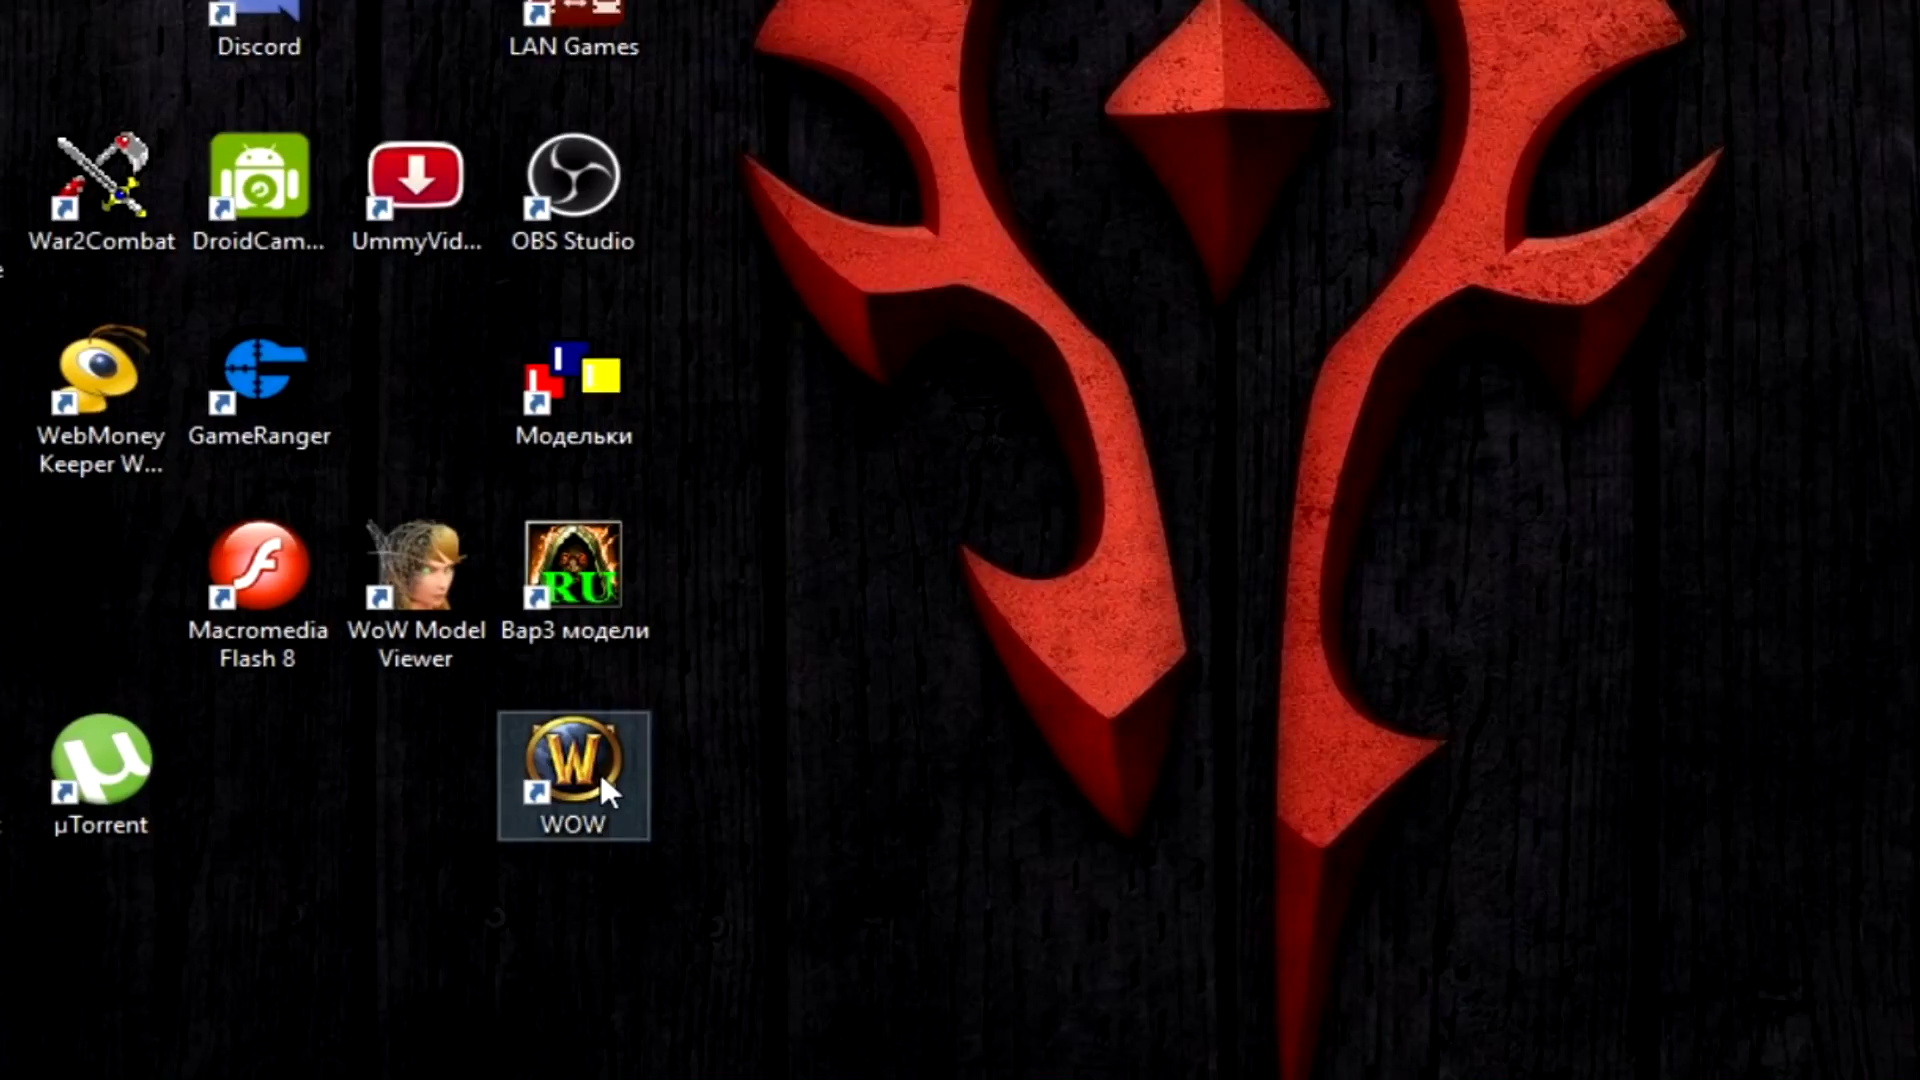 Discord
LAN Games
War2Combat
DroidCam...
UmmyVid...
OBS Studio
WebMoney
Keeper W...
GameRanger
Модельки
Macromedia
Flash 8
WoW Model
Viewer
RU
Вар3 модели
µTorrent
W
WOW